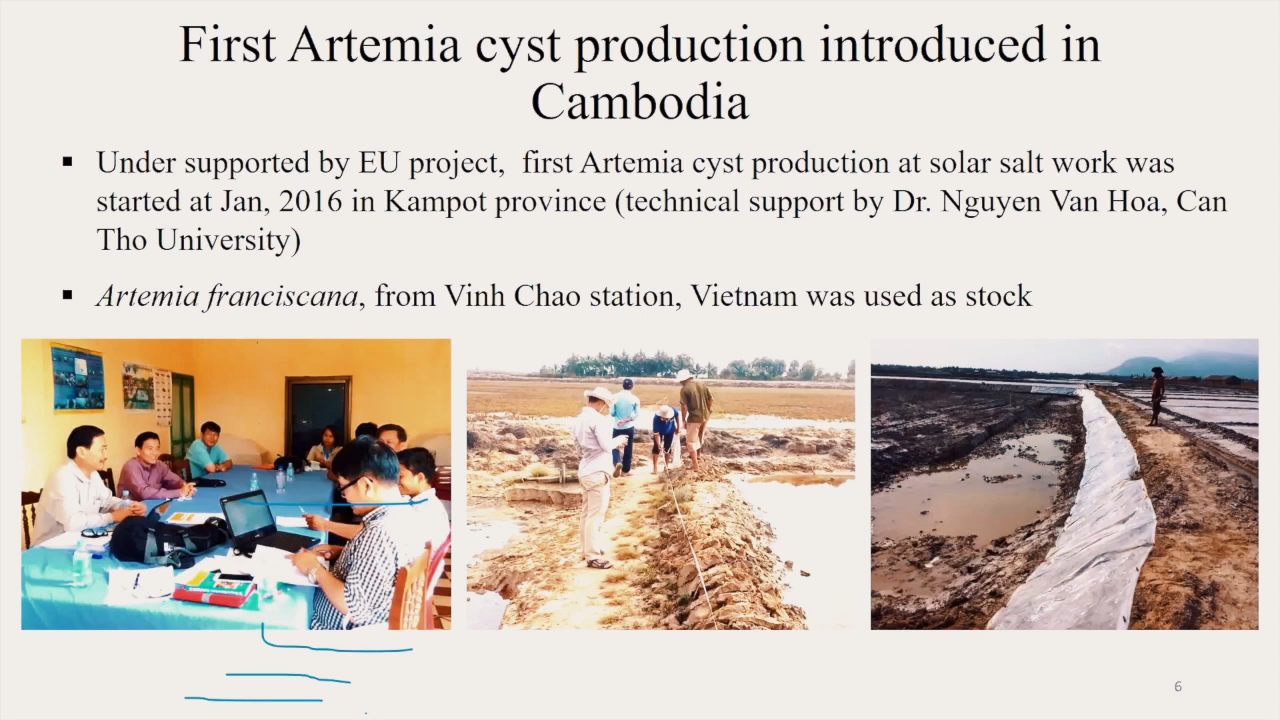 First Artemia cyst production introduced in
Cambodia
▪ Under supported by EU project, first Artemia cyst production at solar salt work was
started at Jan, 2016 in Kampot province (technical support by Dr. Nguyen Van Hoa, Can
Tho University)
▪ Artemia franciscana, from Vinh Chao station, Vietnam was used as stock
6